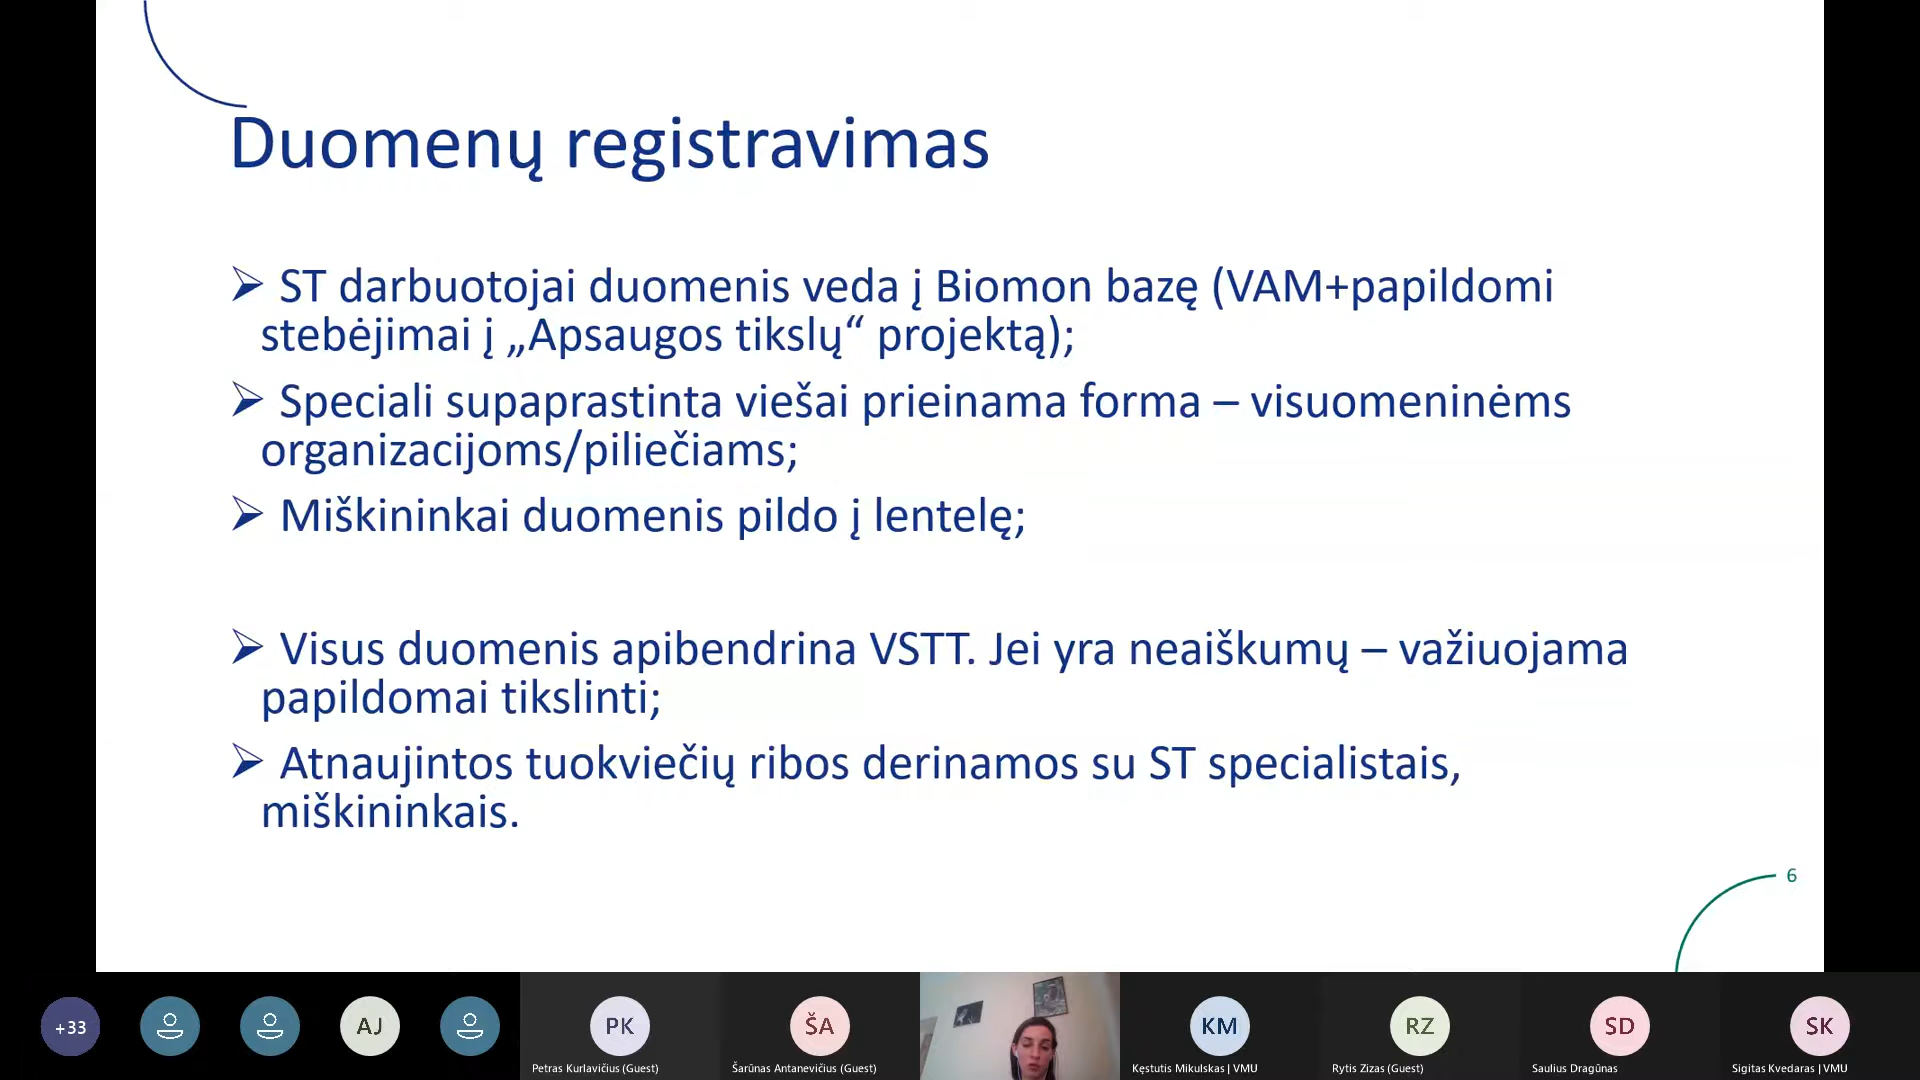 Duomenų registravimas
➢ ST darbuotojai duomenis veda į Biomon bazę (VAM+papildomi
stebėjimai į „Apsaugos tikslų“ projektą);
➢ Speciali supaprastinta viešai prieinama forma – visuomeninėms
organizacijoms/piliečiams;
➢ Miškininkai duomenis pildo į lentelę;
➢ Visus duomenis apibendrina VSTT. Jei yra neaiškumų – važiuojama
papildomai tikslinti;
➢ Atnaujintos tuokviečių ribos derinamos su ST specialistais,
miškininkais.
6
+33
AJ
PK
ŠA
KM
RZ
SD
SK
Petras Kurlavičius (Guest)
Šarūnas Antanevičius (Guest)
Kęstutis Mikulskas | VMU
Rytis Zizas (Guest)
Saulius Dragūnas
Sigitas Kvedaras | VMU